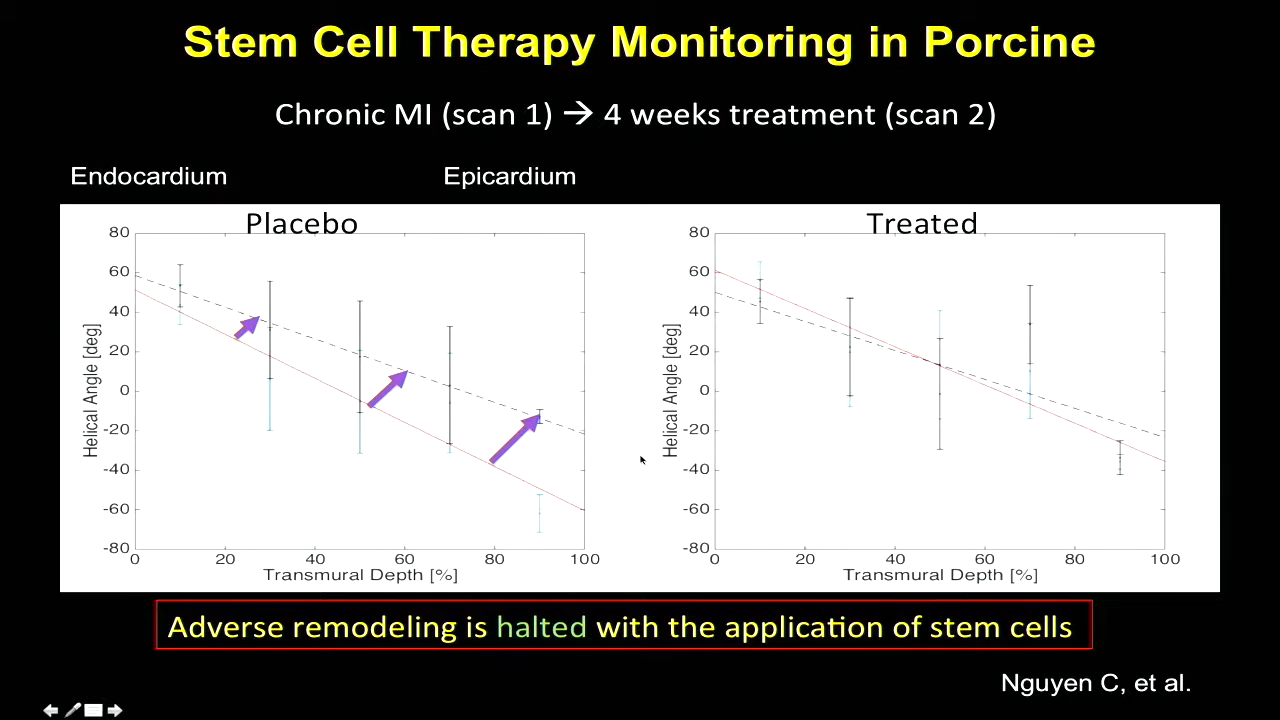 Stem Cell Therapy Monitoring in Porcine
Chronic MI (scan 1) → 4 weeks treatment (scan 2)
Endocardium
Epicardium
Placebo
80
60
40
20
0
-20
-40
-60
-80
Helical Angle [deg]
0 20 40 60 80 100
Transmural Depth [%]
Treated
80
60
40
20
0
-20
-40
-60
-80
Helical Angle [deg]
0 20 40 60 80 100
Transmural Depth [%]
Adverse remodeling is halted with the application of stem cells
Nguyen C, et al.